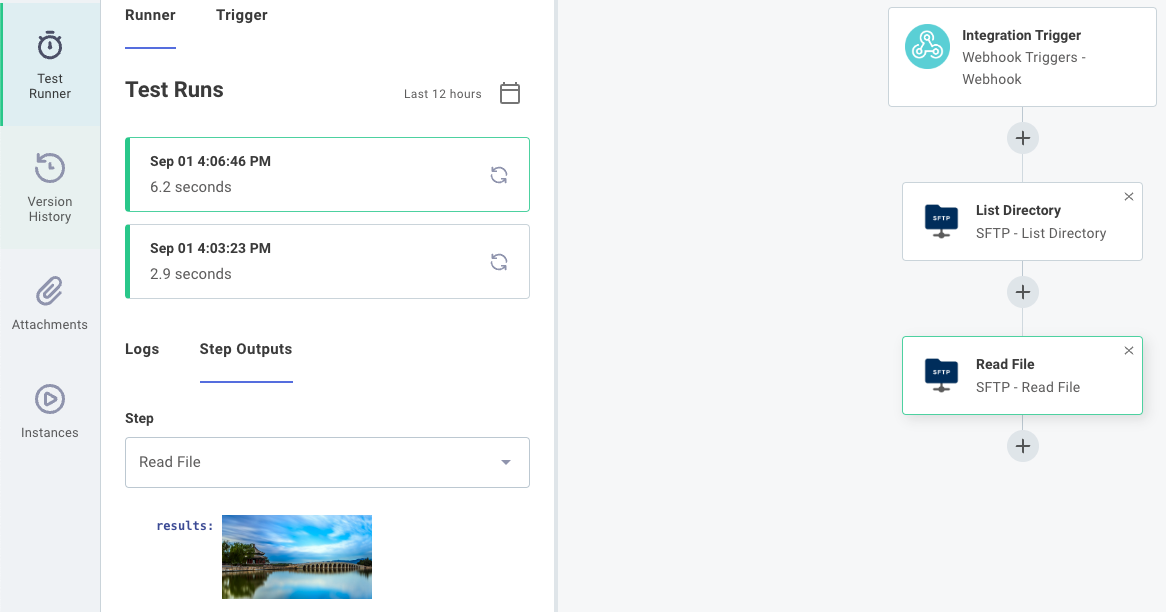 Runner
Trigger
Test Runner
Version History
Attachments
Instances
Test Runs
Last 12 hours
Sep 01 4:06:46 PM
6.2 seconds
Sep 01 4:03:23 PM
2.9 seconds
Logs
Step Outputs
Step
Read File
results:
Integration Trigger
Webhook Triggers -
Webhook
SFTP
List Directory
SFTP - List Directory
SFTP
Read File
SFTP - Read File